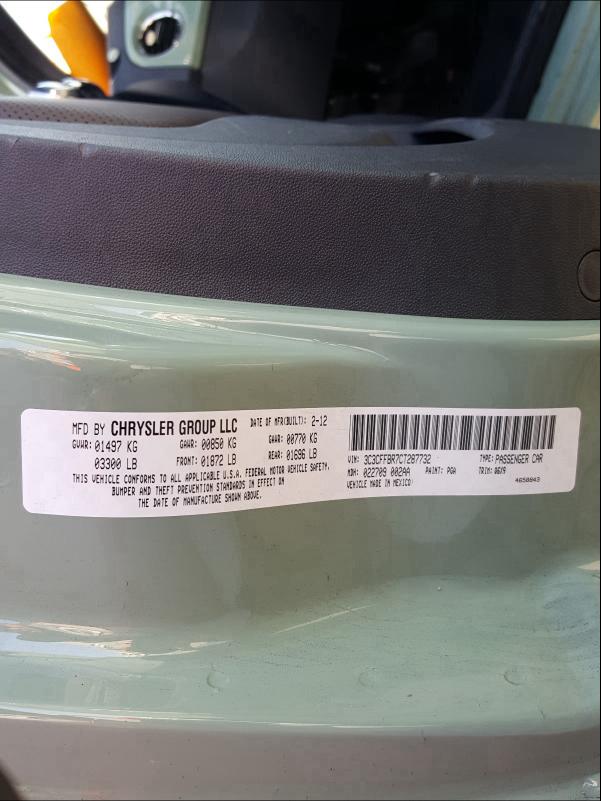 MFD BY CHRYSLER GROUP LLC DATE OF MFR(BUILT): 2-12
GVWR: 01497 KG GAWR: 00850 KG GAWR: 00770 KG
03300 LB FRONT: 01872 LB REAR: 01696 LB
THIS VEHICLE CONFORMS TO ALL APPLICABLE U.S.A. FEDERAL MOTOR VEHICLE SAFETY,
BUMPER AND THEFT PREVENTION STANDARDS IN EFFECT ON
THE DATE OF MANUFACTURE SHOWN ABOVE.
VIN: 3C3CFFBR7CT287732 TYPE: PASSENGER CAR
MDH: 022709 002AA PAINT: PGA TRIM: O6X9
VEHICLE MADE IN MEXICO 4658843